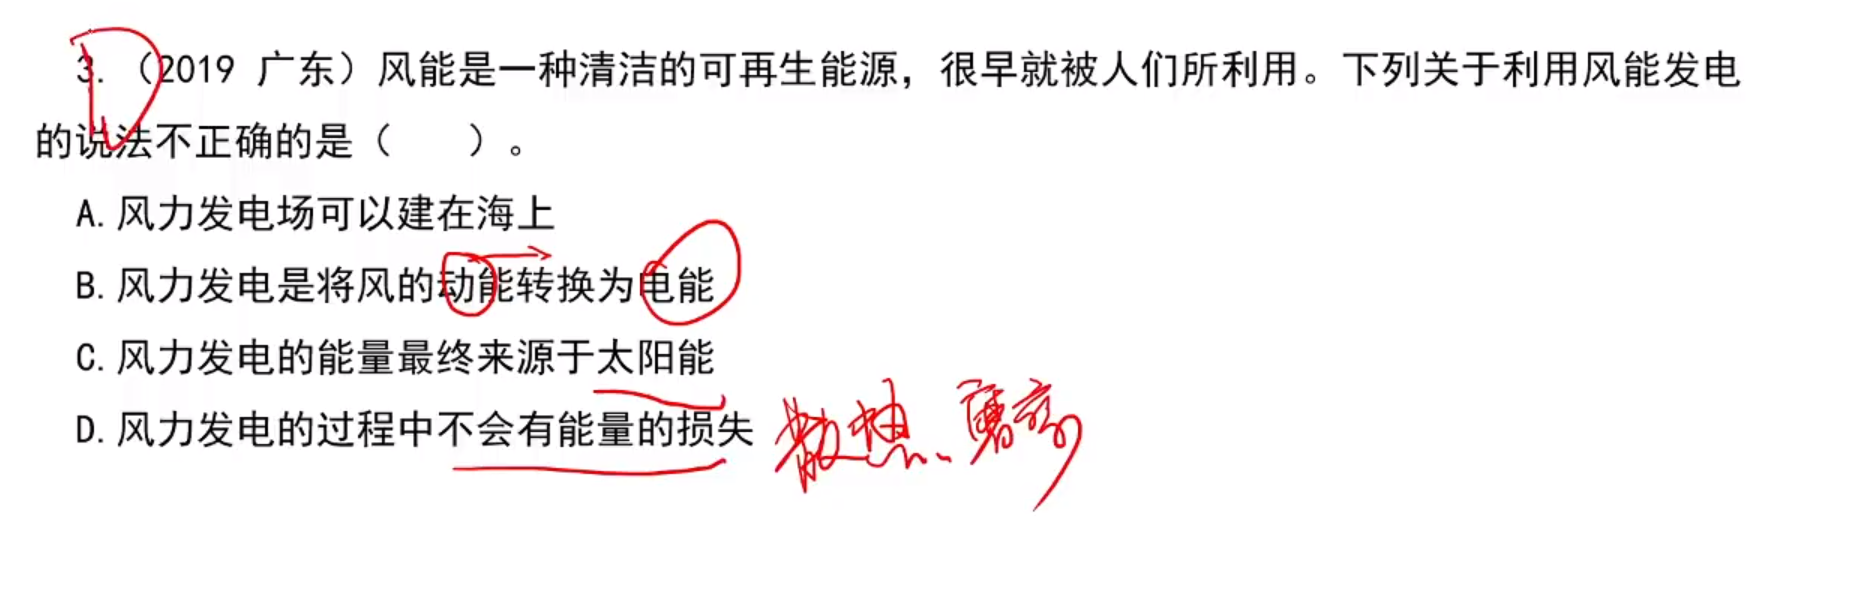 3. （2019 广东）风能是一种清洁的可再生能源，很早就被人们所利用。下列关于利用风能发电
的说法不正确的是（    ）。
A. 风力发电场可以建在海上
B. 风力发电是将风的动能转换为电能
C. 风力发电的能量最终来源于太阳能
D. 风力发电的过程中不会有能量的损失
D
散热、摩擦